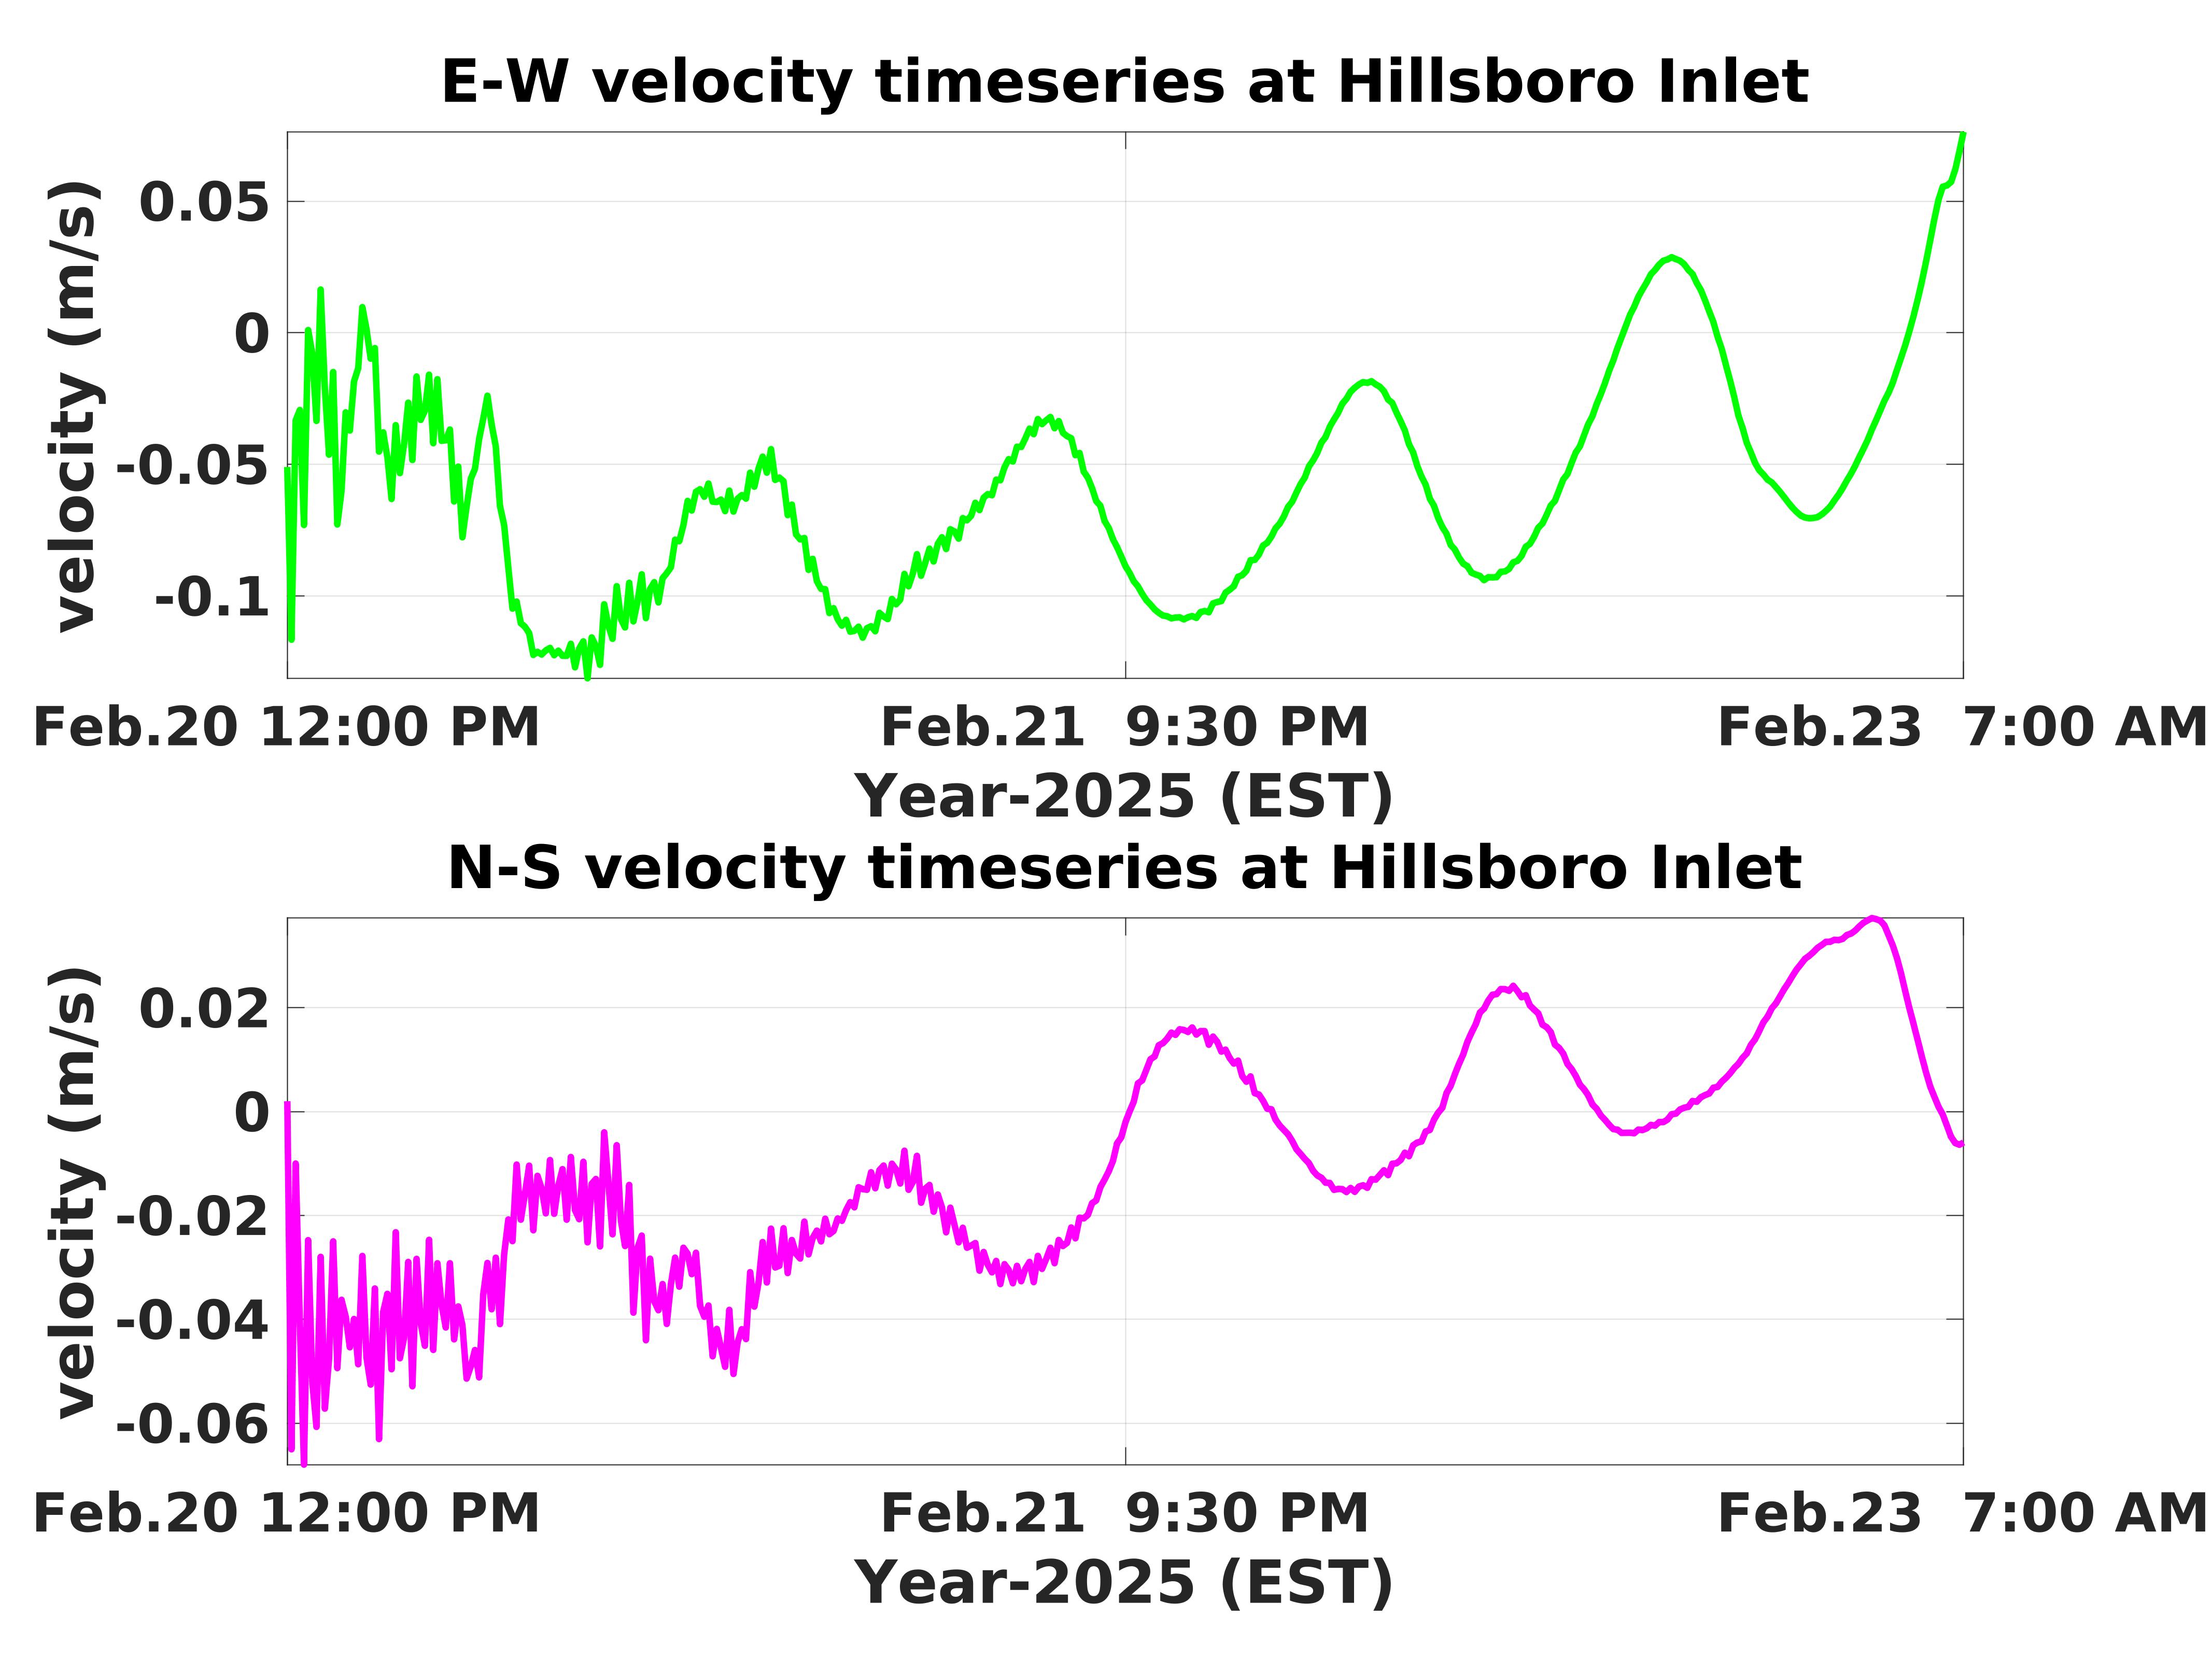 E-W velocity timeseries at Hillsboro Inlet
velocity (m/s)
0.05
0
-0.05
-0.1
Feb.20 12:00 PM
Feb.21  9:30 PM
Feb.23  7:00 AM
Year-2025 (EST)
N-S velocity timeseries at Hillsboro Inlet
velocity (m/s)
0.02
0
-0.02
-0.04
-0.06
Feb.20 12:00 PM
Feb.21  9:30 PM
Feb.23  7:00 AM
Year-2025 (EST)